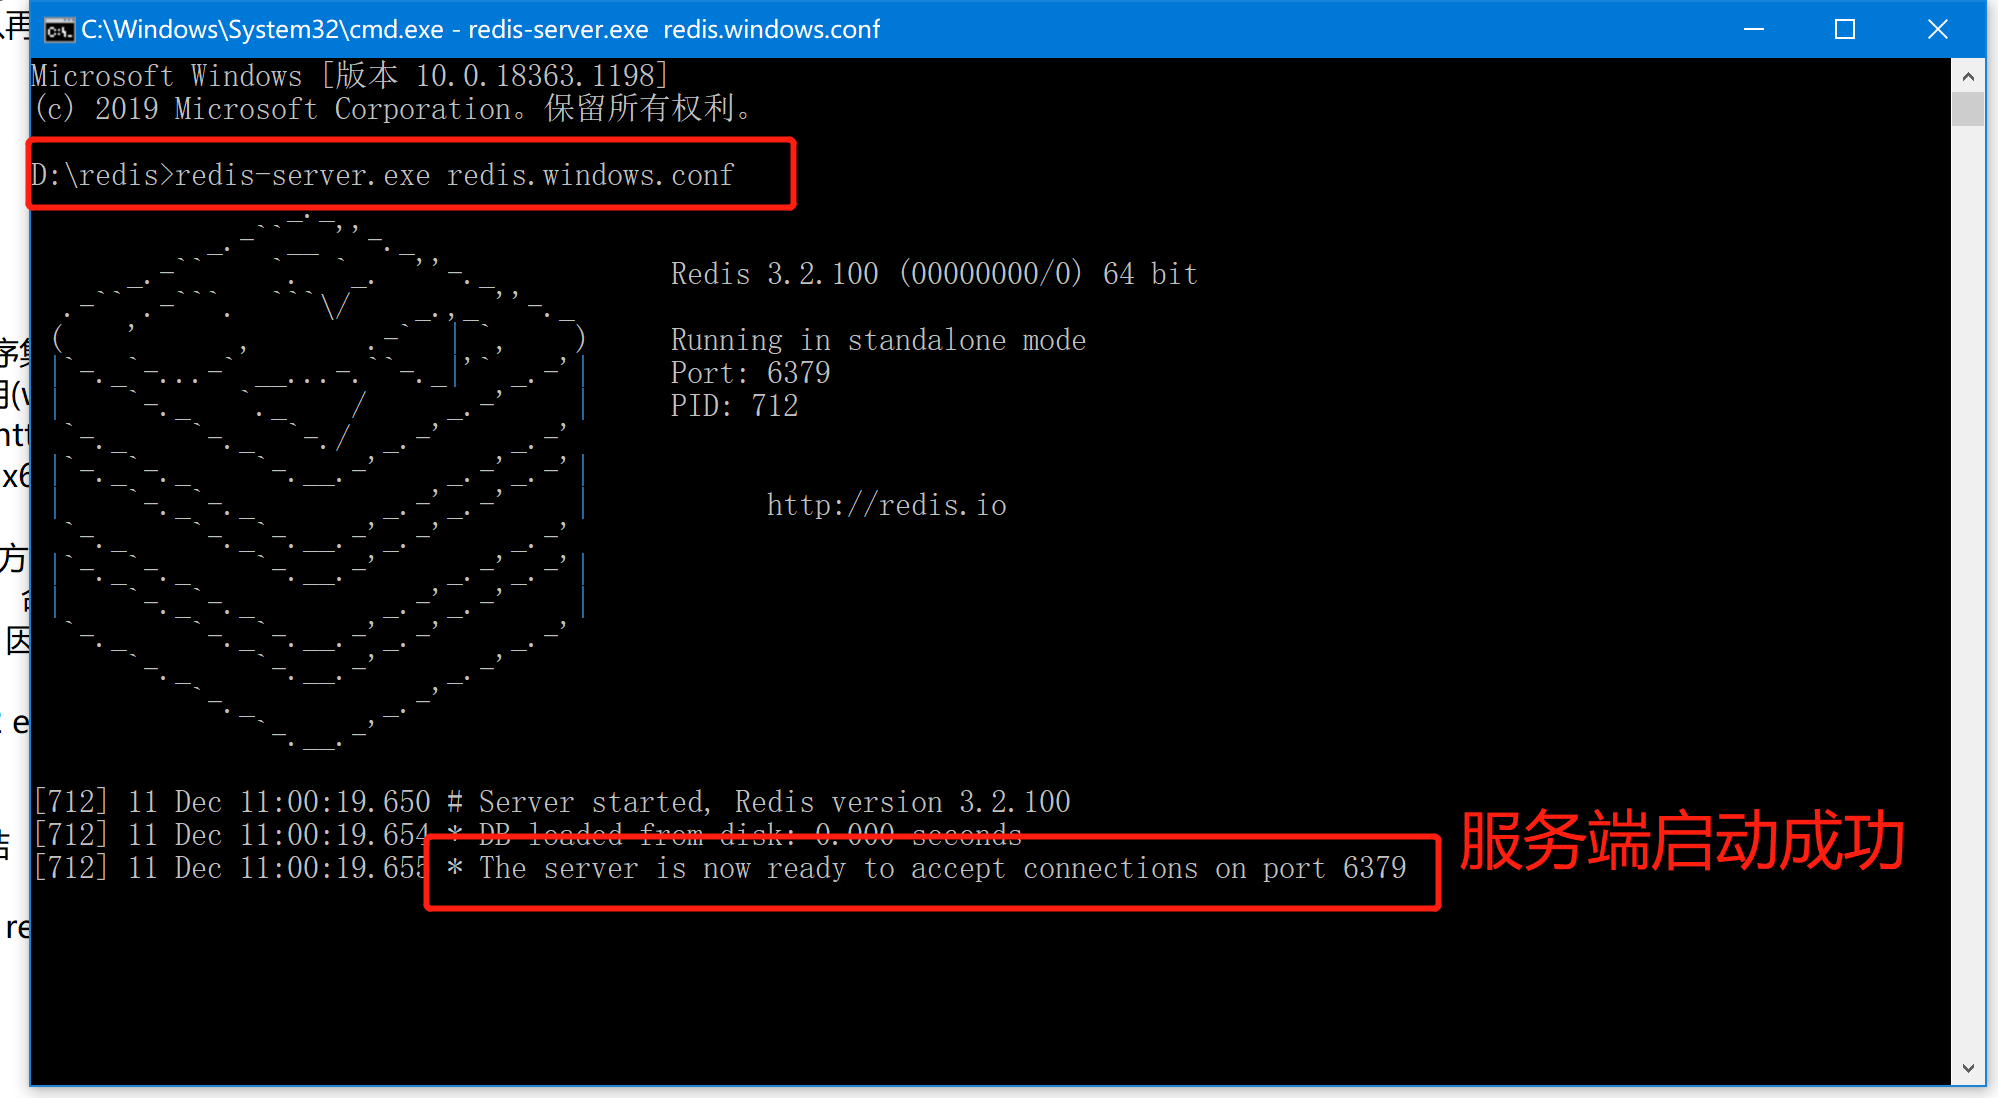 C:\Windows\System32\cmd.exe - redis-server.exe  redis.windows.conf
Microsoft Windows [版本 10.0.18363.1198]
(c) 2019 Microsoft Corporation。保留所有权利。
D:\redis>redis-server.exe redis.windows.conf
Redis 3.2.100 (00000000/0) 64 bit
Running in standalone mode
Port: 6379
PID: 712
http://redis.io
[712] 11 Dec 11:00:19.650 # Server started, Redis version 3.2.100
[712] 11 Dec 11:00:19.654 * DB loaded from disk: 0.000 seconds
[712] 11 Dec 11:00:19.655 * The server is now ready to accept connections on port 6379
服务端启动成功